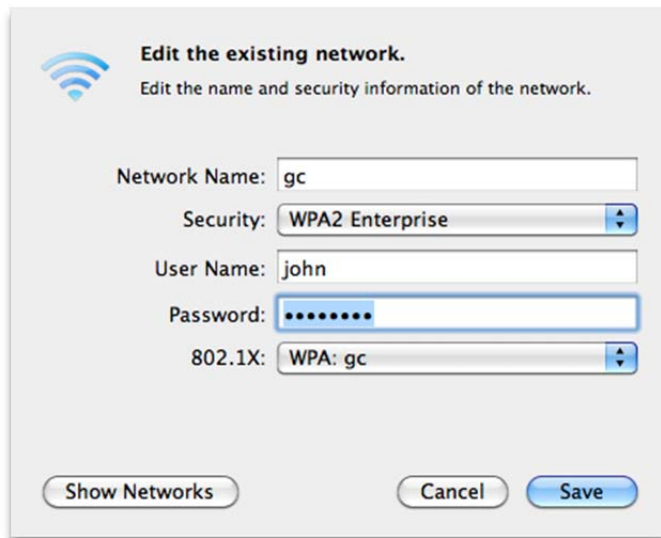 Edit the existing network.
Edit the name and security information of the network.
Network Name: gc
Security: WPA2 Enterprise
User Name: john
Password: ••••••••
802.1X: WPA: gc
Show Networks Cancel Save